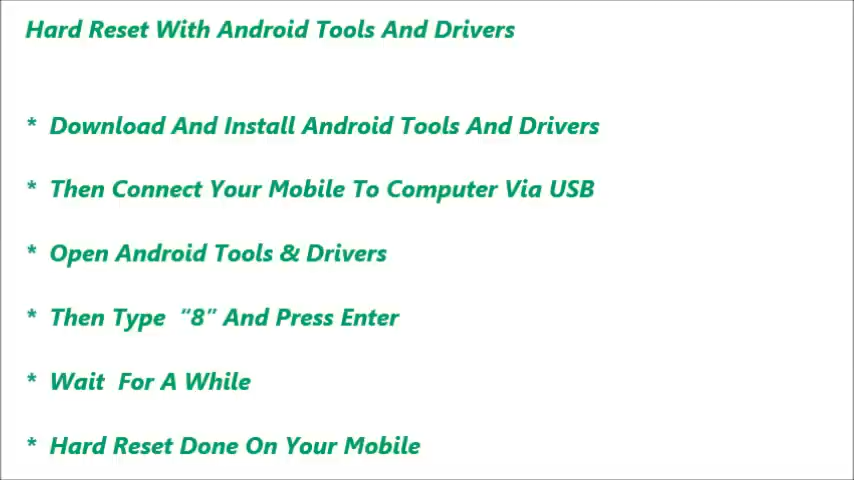 Hard Reset With Android Tools And Drivers
* Download And Install Android Tools And Drivers
* Then Connect Your Mobile To Computer Via USB
* Open Android Tools & Drivers
* Then Type “8” And Press Enter
* Wait For A While
* Hard Reset Done On Your Mobile